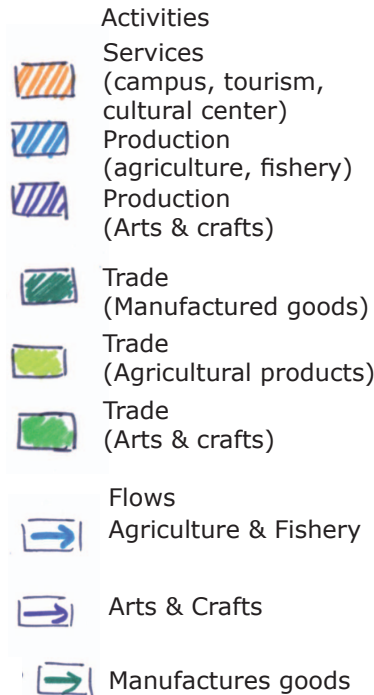 Activities
Services
(campus, tourism,
cultural center)
Production
(agriculture, fishery)
Production
(Arts & crafts)
Trade
(Manufactured goods)
Trade
(Agricultural products)
Trade
(Arts & crafts)
Flows
Agriculture & Fishery
Arts & Crafts
Manufactures goods